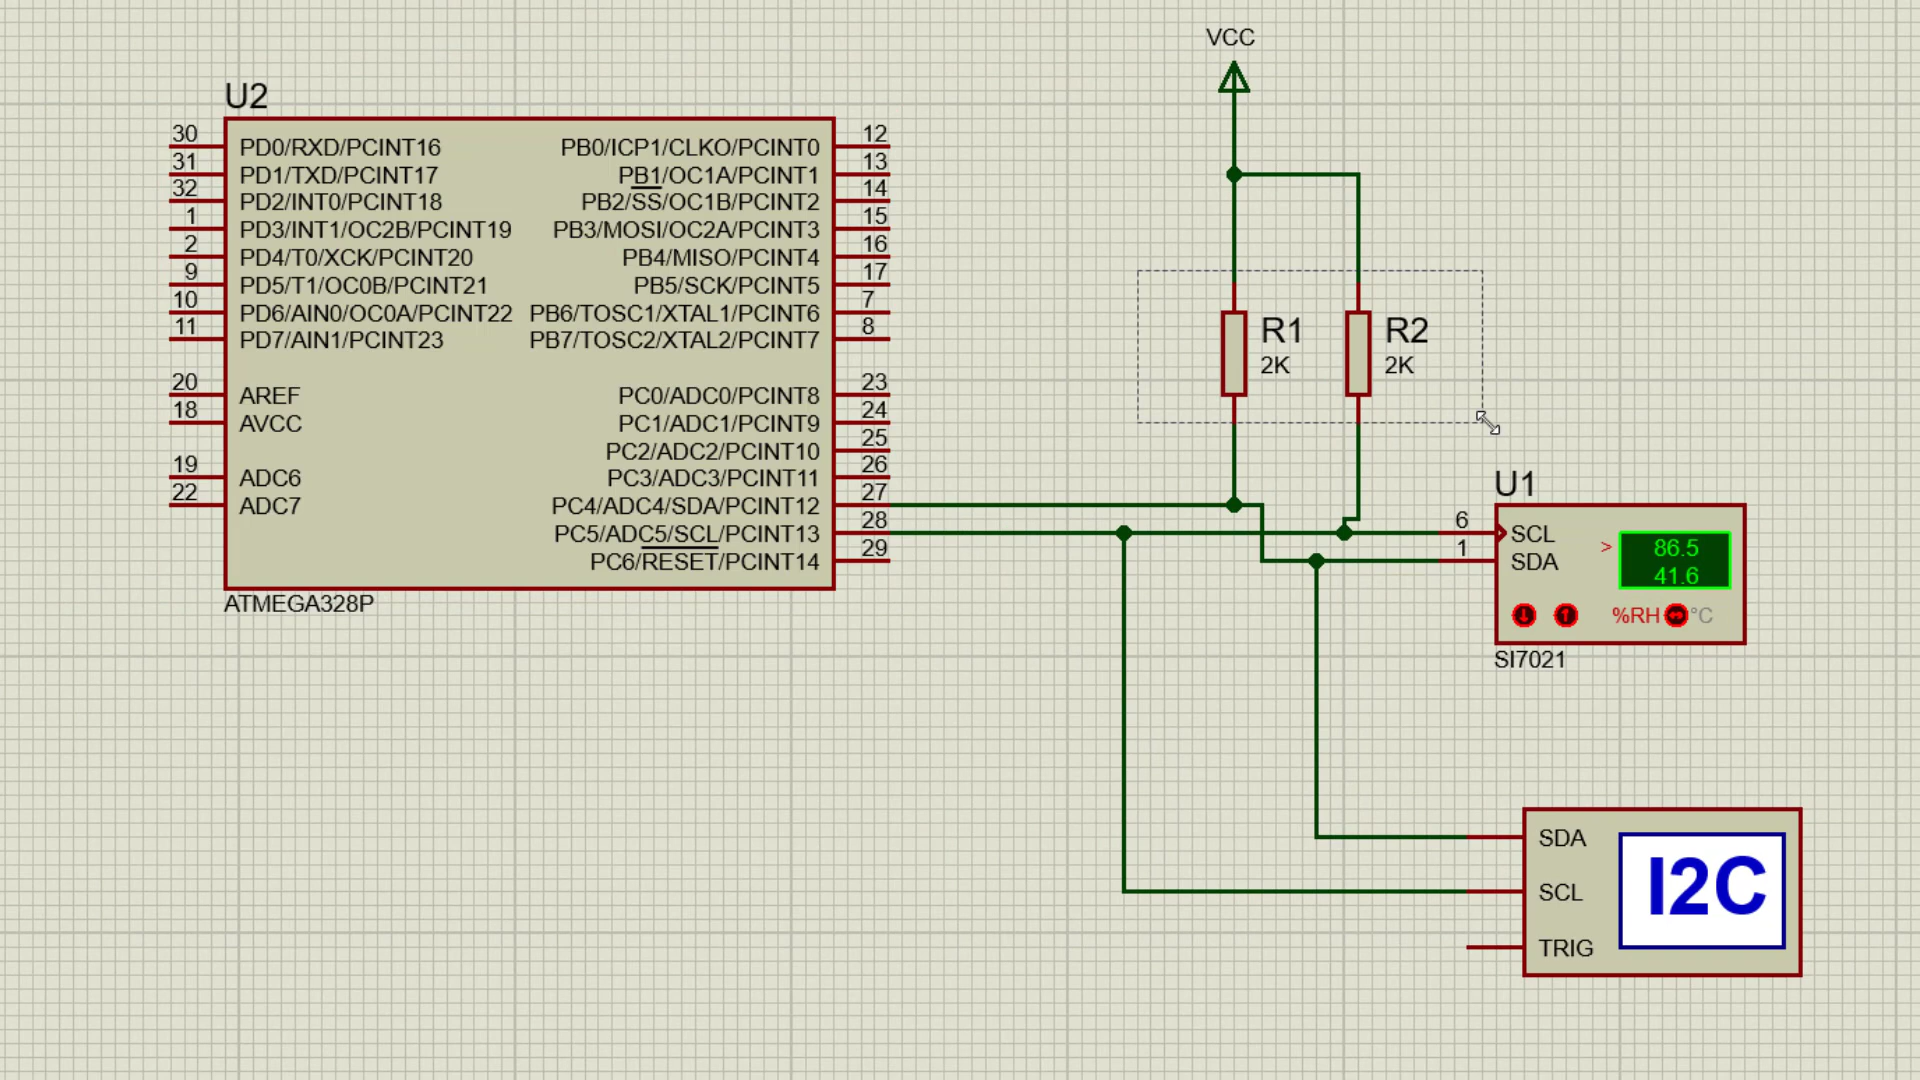 VCC
U2
30 PD0/RXD/PCINT16 PB0/ICP1/CLKO/PCINT0 12
31 PD1/TXD/PCINT17 PB1/OC1A/PCINT1 13
32 PD2/INT0/PCINT18 PB2/SS/OC1B/PCINT2 14
1 PD3/INT1/OC2B/PCINT19 PB3/MOSI/OC2A/PCINT3 15
2 PD4/T0/XCK/PCINT20 PB4/MISO/PCINT4 16
9 PD5/T1/OC0B/PCINT21 PB5/SCK/PCINT5 17
10 PD6/AIN0/OC0A/PCINT22 PB6/TOSC1/XTAL1/PCINT6 7
11 PD7/AIN1/PCINT23 PB7/TOSC2/XTAL2/PCINT7 8
20 AREF PC0/ADC0/PCINT8 23
18 AVCC PC1/ADC1/PCINT9 24
PC2/ADC2/PCINT10 25
19 ADC6 PC3/ADC3/PCINT11 26
22 ADC7 PC4/ADC4/SDA/PCINT12 27
PC5/ADC5/SCL/PCINT13 28
PC6/RESET/PCINT14 29
ATMEGA328P
R1
2K
R2
2K
U1
6 SCL
1 SDA
> 86.5
41.6
%RH °C
SI7021
SDA
SCL
TRIG
I2C